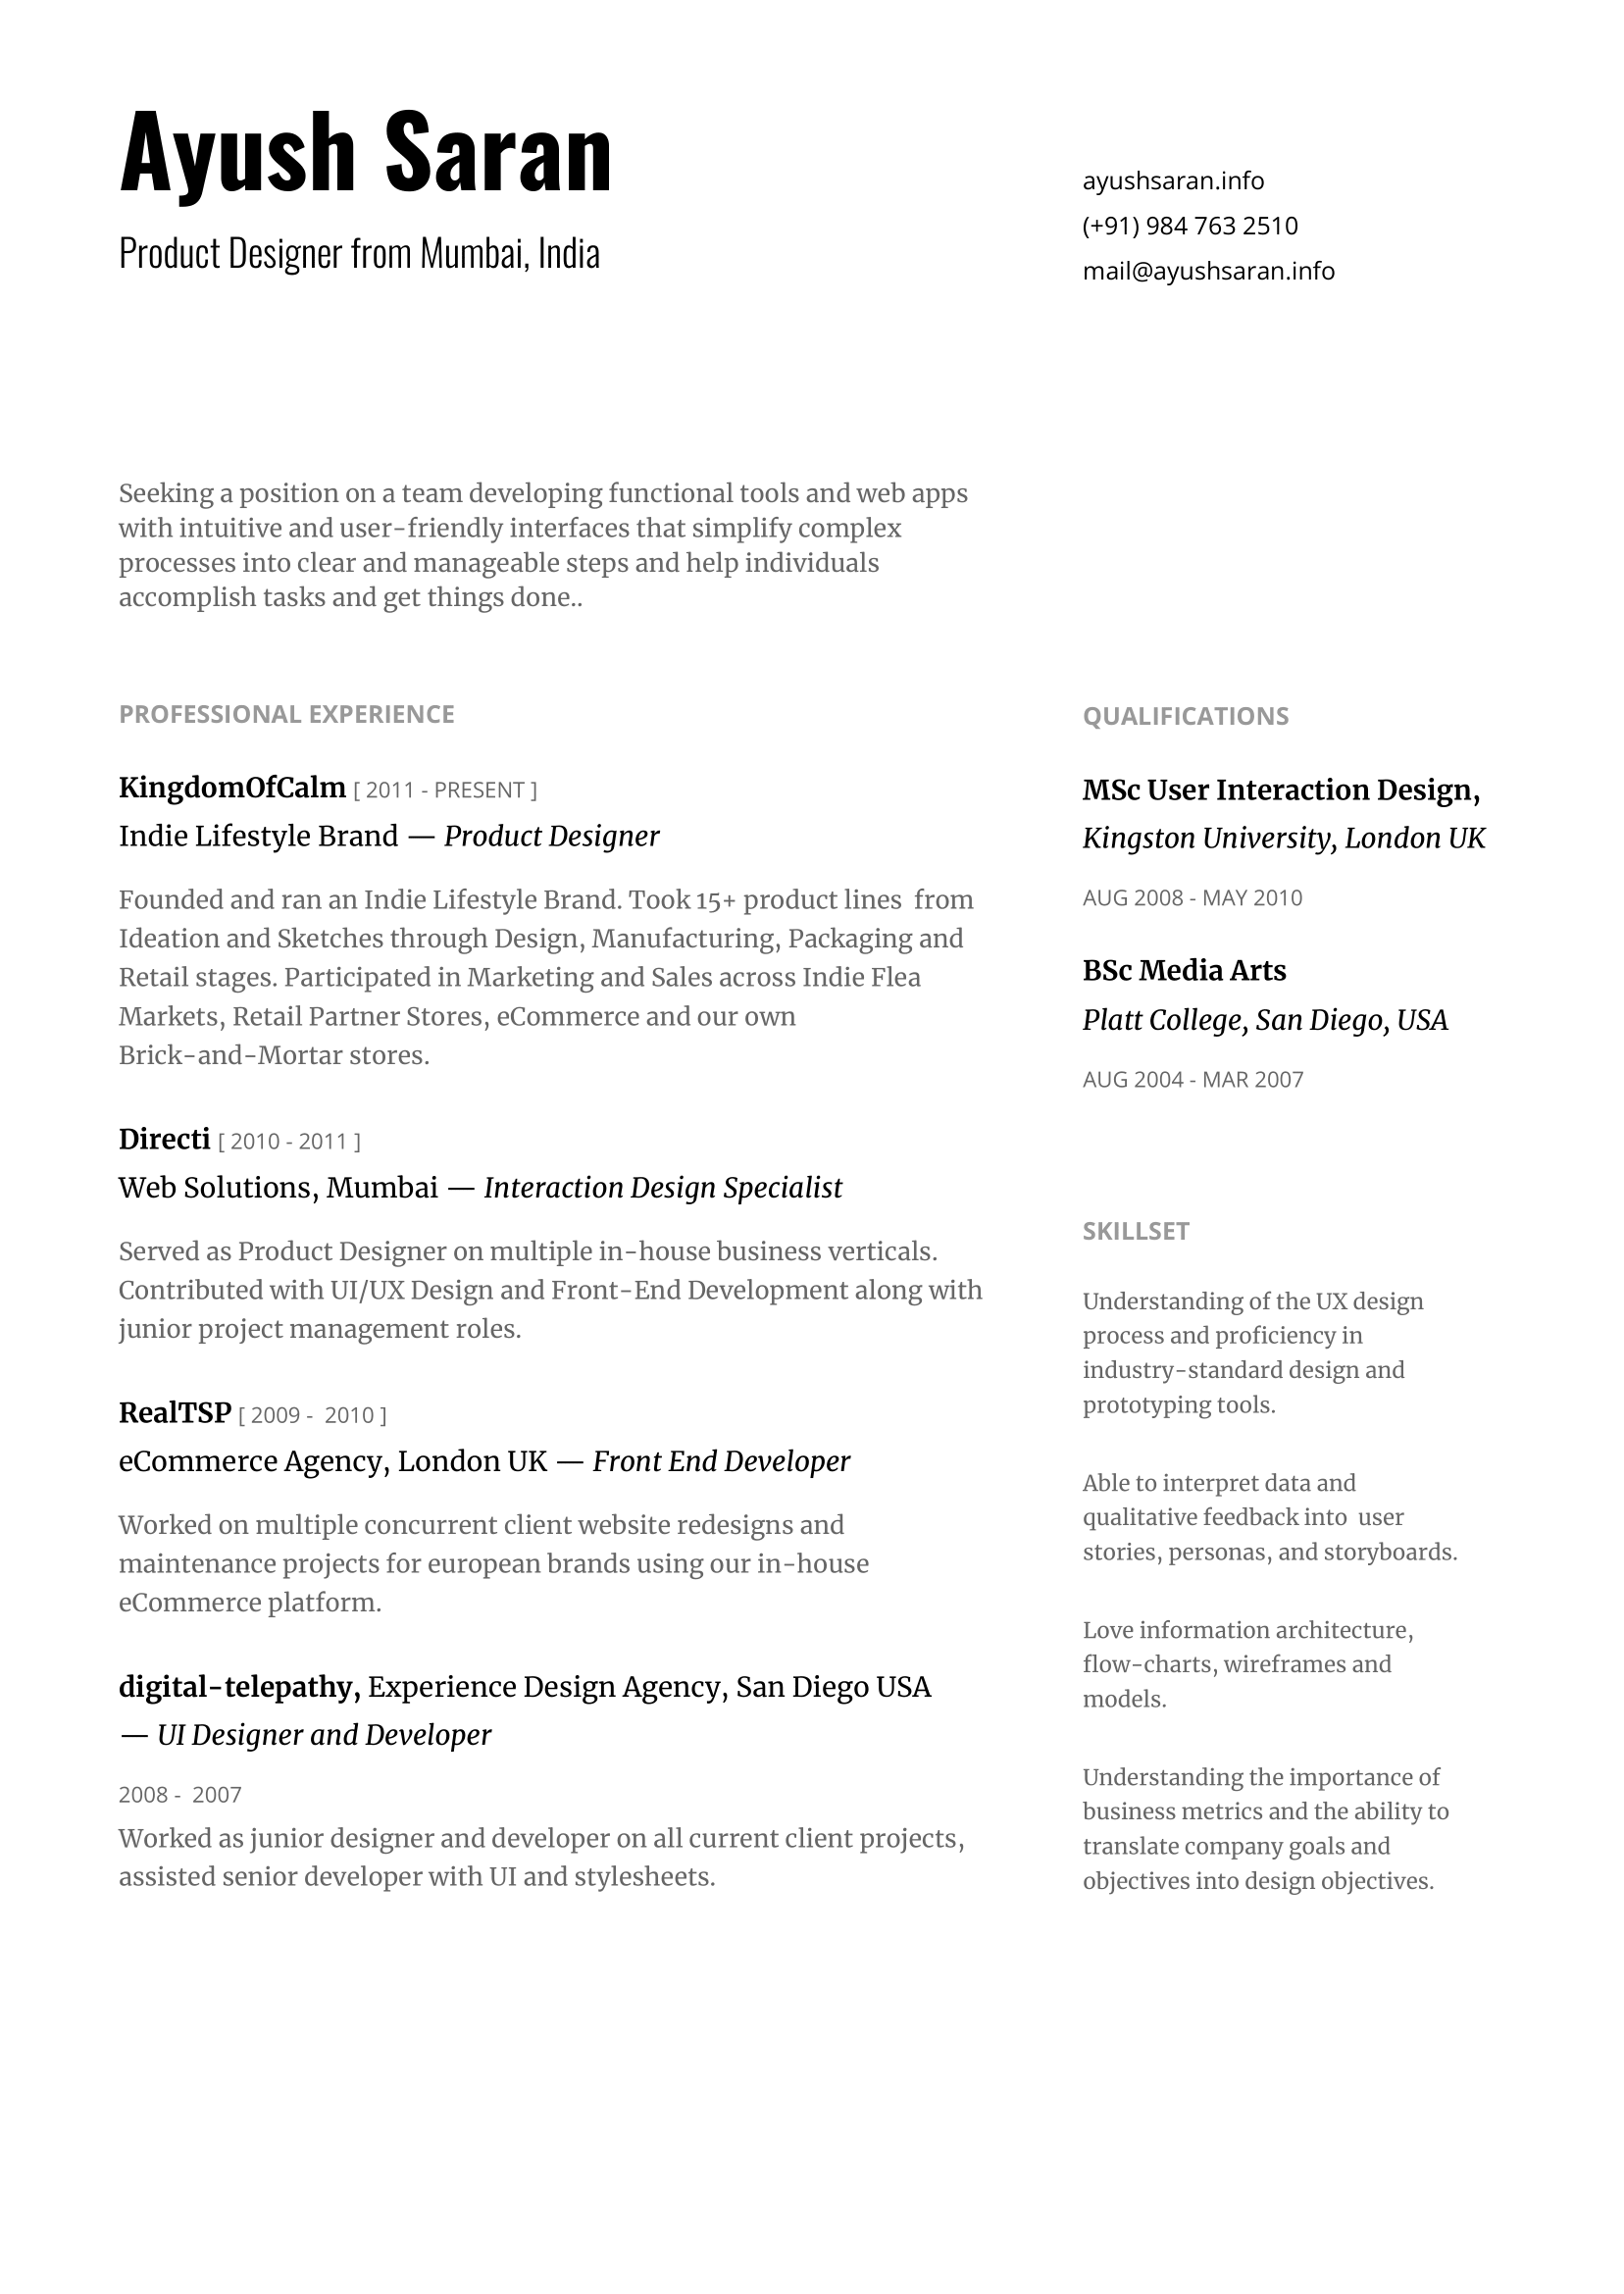 Ayush Saran
Product Designer from Mumbai, India
ayushsaran.info
(+91) 984 763 2510
mail@ayushsaran.info
Seeking a position on a team developing functional tools and web apps
with intuitive and user-friendly interfaces that simplify complex
processes into clear and manageable steps and help individuals
accomplish tasks and get things done..
PROFESSIONAL EXPERIENCE
KingdomOfCalm [ 2011 - PRESENT ]
Indie Lifestyle Brand — Product Designer
Founded and ran an Indie Lifestyle Brand. Took 15+ product lines  from
Ideation and Sketches through Design, Manufacturing, Packaging and
Retail stages. Participated in Marketing and Sales across Indie Flea
Markets, Retail Partner Stores, eCommerce and our own
Brick-and-Mortar stores.
Directi [ 2010 - 2011 ]
Web Solutions, Mumbai — Interaction Design Specialist
Served as Product Designer on multiple in-house business verticals.
Contributed with UI/UX Design and Front-End Development along with
junior project management roles.
RealTSP [ 2009 -  2010 ]
eCommerce Agency, London UK — Front End Developer
Worked on multiple concurrent client website redesigns and
maintenance projects for european brands using our in-house
eCommerce platform.
digital-telepathy, Experience Design Agency, San Diego USA
— UI Designer and Developer
2008 -  2007
Worked as junior designer and developer on all current client projects,
assisted senior developer with UI and stylesheets.
QUALIFICATIONS
MSc User Interaction Design,
Kingston University, London UK
AUG 2008 - MAY 2010
BSc Media Arts
Platt College, San Diego, USA
AUG 2004 - MAR 2007
SKILLSET
Understanding of the UX design
process and proficiency in
industry-standard design and
prototyping tools.
Able to interpret data and
qualitative feedback into  user
stories, personas, and storyboards.
Love information architecture,
flow-charts, wireframes and
models.
Understanding the importance of
business metrics and the ability to
translate company goals and
objectives into design objectives.